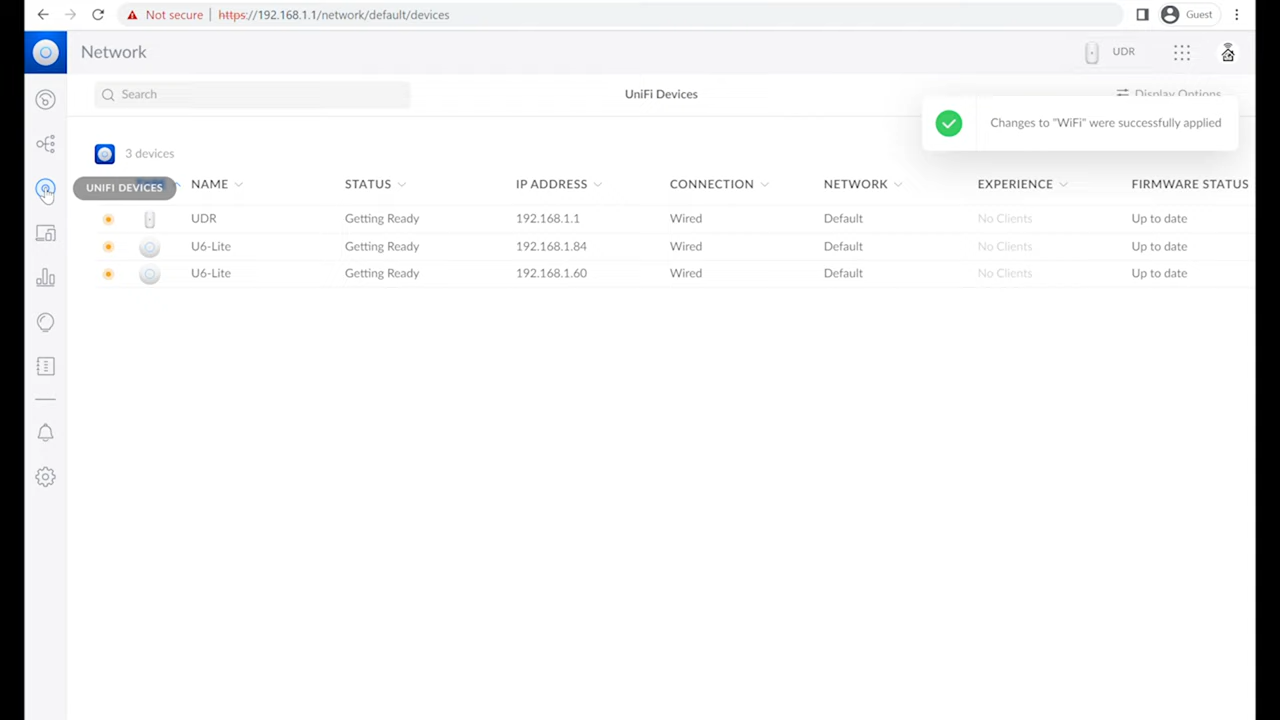 Not secure | https://192.168.1.1/network/default/devices Guest
Network UDR
Search UniFi Devices Display Options
Changes to "WiFi" were successfully applied
3 devices
UNIFI DEVICES NAME STATUS IP ADDRESS CONNECTION NETWORK EXPERIENCE FIRMWARE STATUS
UDR Getting Ready 192.168.1.1 Wired Default No Clients Up to date
U6-Lite Getting Ready 192.168.1.84 Wired Default No Clients Up to date
U6-Lite Getting Ready 192.168.1.60 Wired Default No Clients Up to date